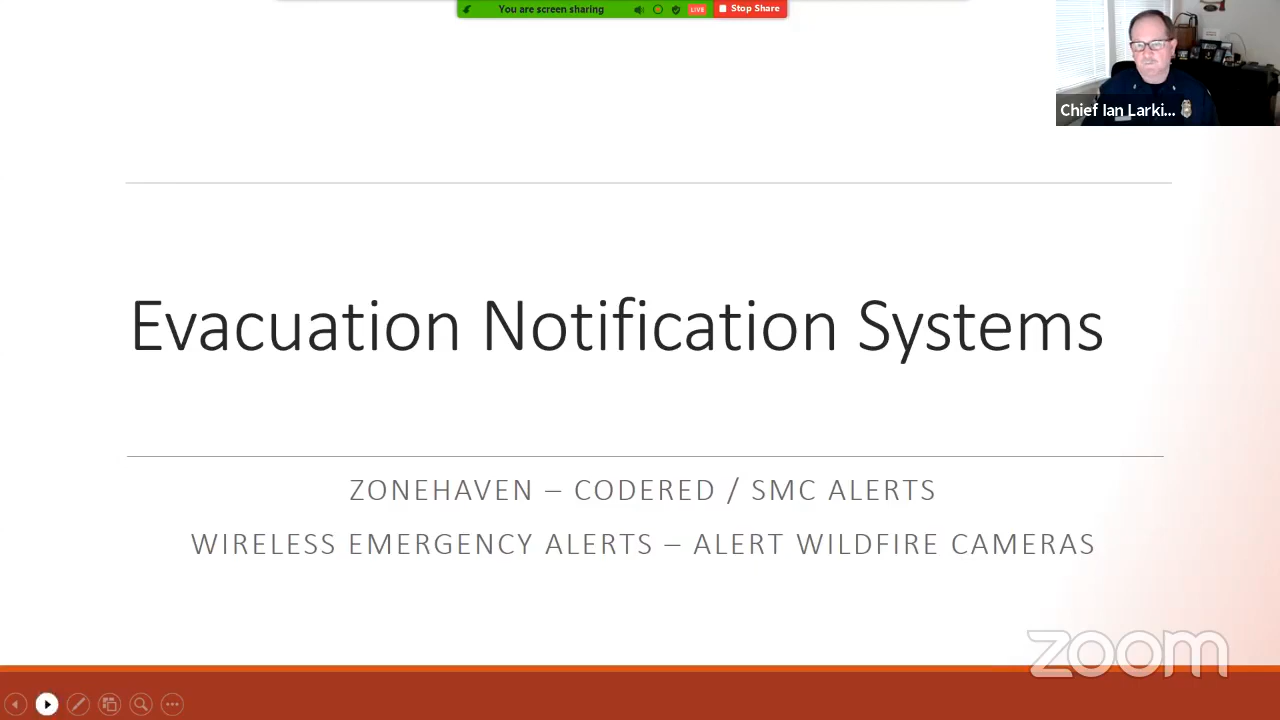 You are screen sharing
LIVE
Stop Share
Chief Ian Larki...
Evacuation Notification Systems
ZONEHAVEN – CODERED / SMC ALERTS
WIRELESS EMERGENCY ALERTS – ALERT WILDFIRE CAMERAS
zoom